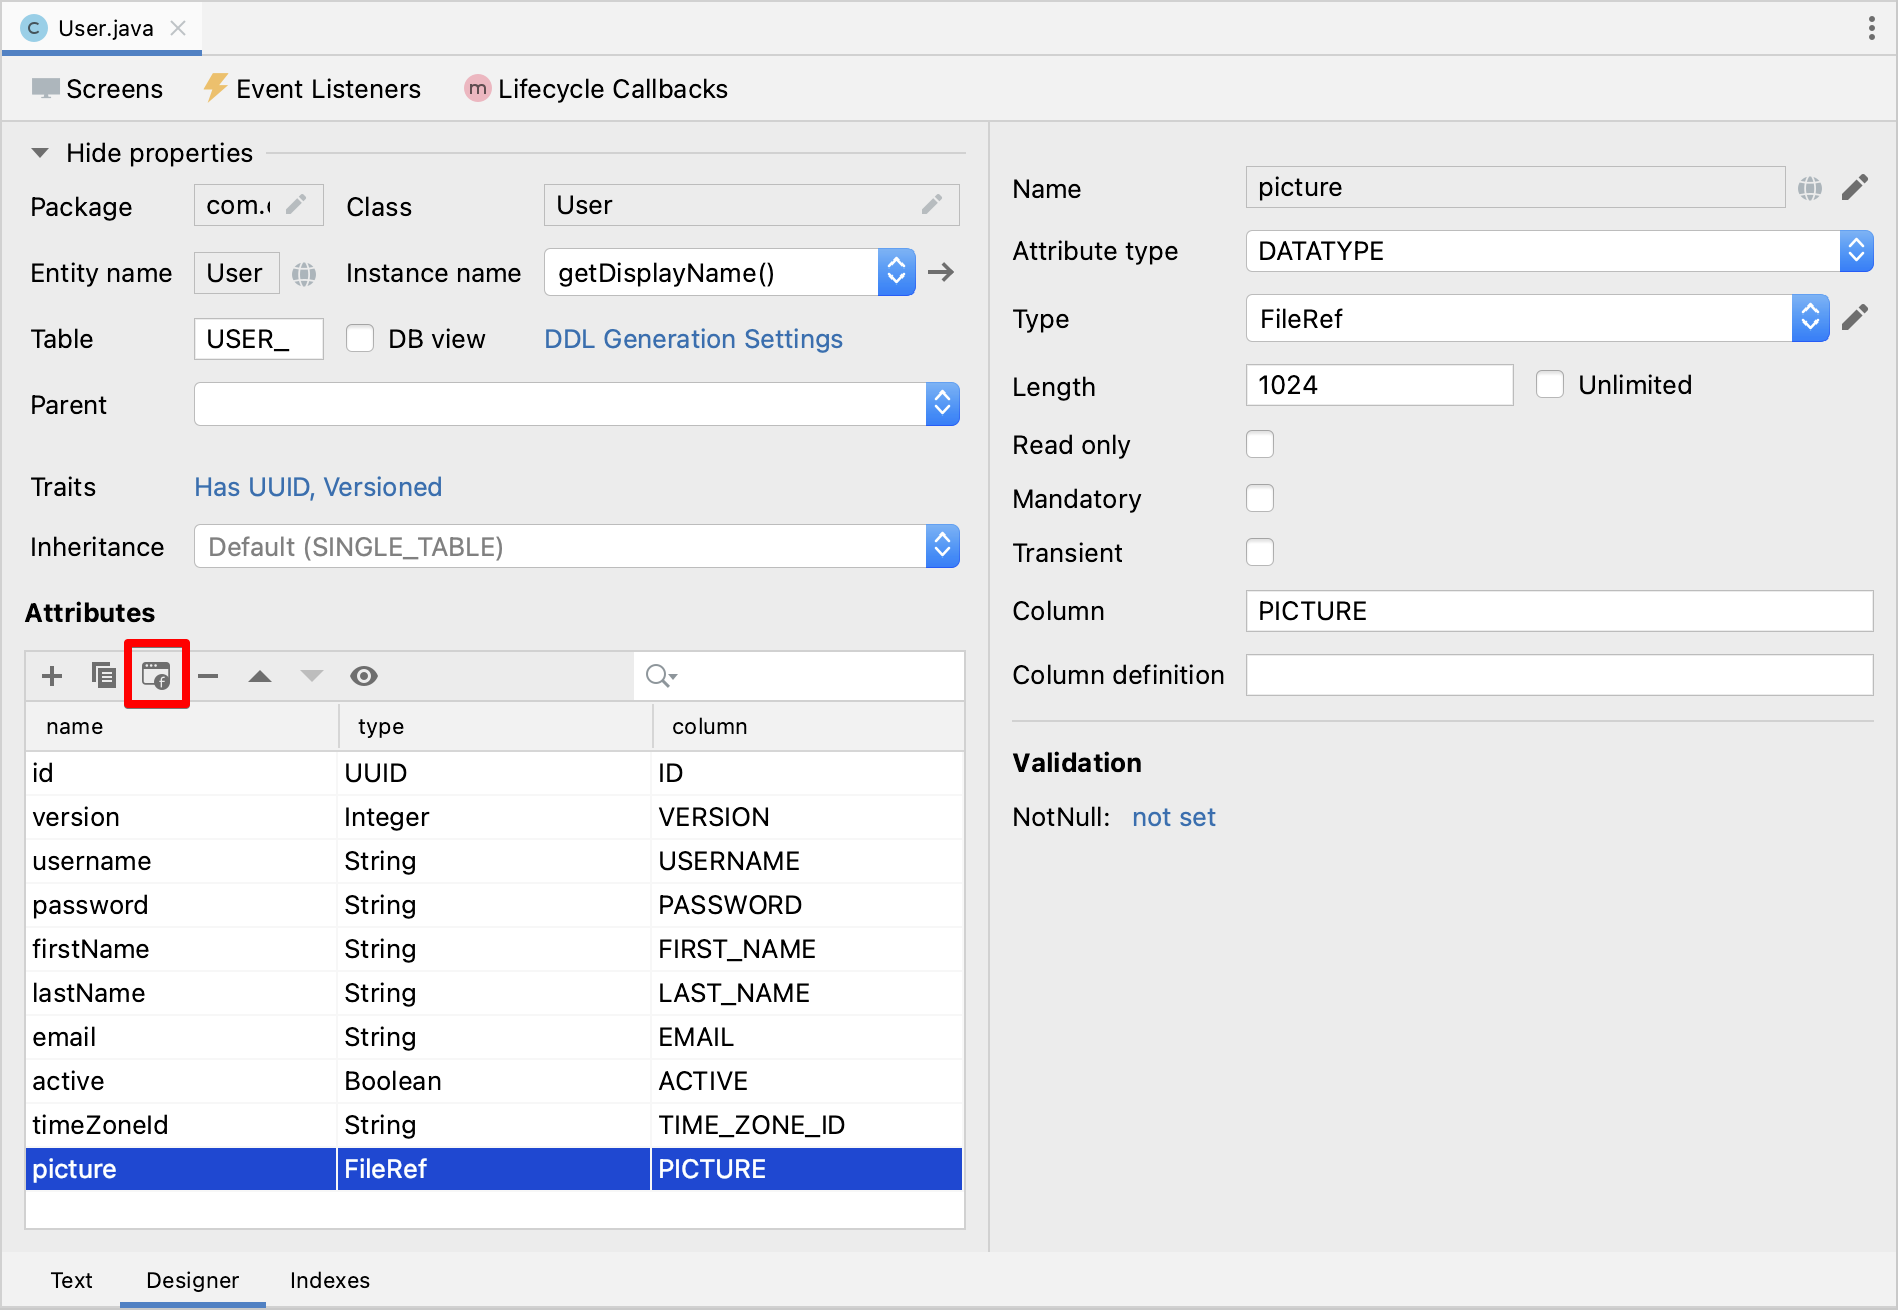 C User.java
Screens Event Listeners m Lifecycle Callbacks
Hide properties
Package com. Class User
Entity name User Instance name getDisplayName()
Table USER_ DB view DDL Generation Settings
Parent
Traits Has UUID, Versioned
Inheritance Default (SINGLE_TABLE)
Attributes
f
name type column
id UUID ID
version Integer VERSION
username String USERNAME
password String PASSWORD
firstName String FIRST_NAME
lastName String LAST_NAME
email String EMAIL
active Boolean ACTIVE
timeZoneId String TIME_ZONE_ID
picture FileRef PICTURE
Name picture
Attribute type DATATYPE
Type FileRef
Length 1024 Unlimited
Read only
Mandatory
Transient
Column PICTURE
Column definition
Validation
NotNull: not set
Text Designer Indexes